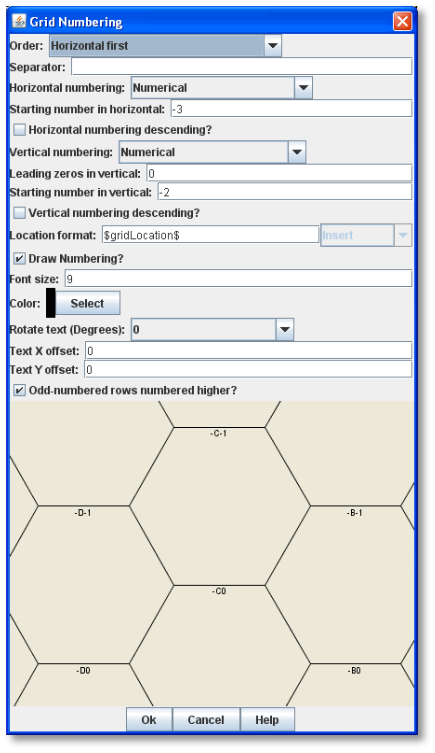 Grid Numbering
Order: Horizontal first
Separator:
Horizontal numbering: Numerical
Starting number in horizontal: -3
Horizontal numbering descending?
Vertical numbering: Numerical
Leading zeros in vertical: 0
Starting number in vertical: -2
Vertical numbering descending?
Location format: $gridLocation$ Insert
Draw Numbering?
Font size: 9
Color: Select
Rotate text (Degrees): 0
Text X offset: 0
Text Y offset: 0
Odd-numbered rows numbered higher?
-C-1
-D-1 -B-1
-C0
-D0 -B0
Ok Cancel Help